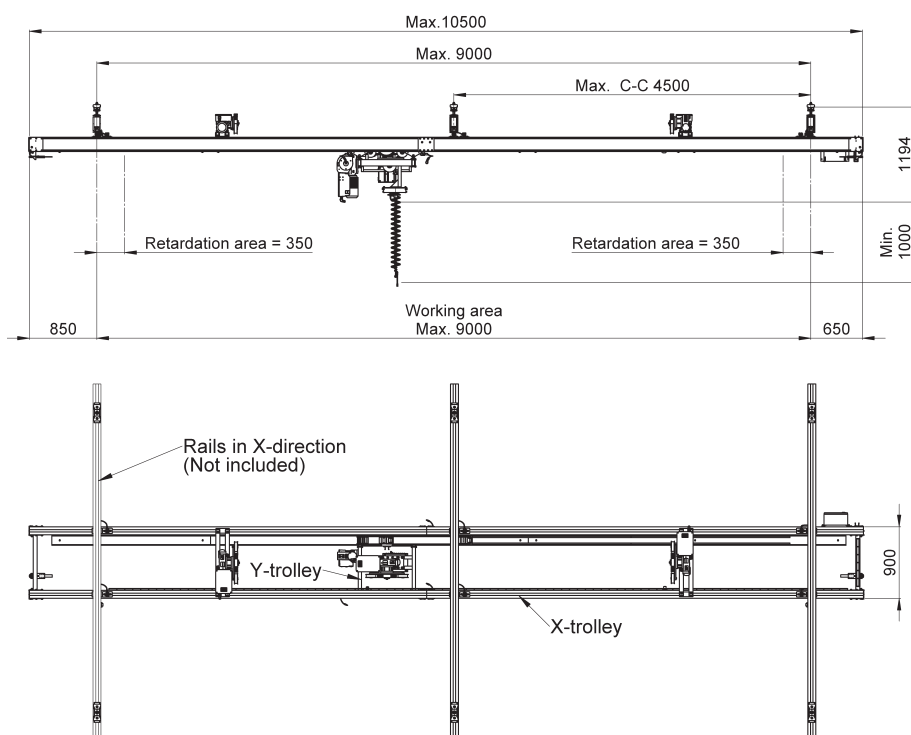 Max.10500
Max. 9000
Max. C-C 4500
1194
Retardation area = 350
Retardation area = 350
Min.
1000
Working area
850
Max. 9000
650
Rails in X-direction
(Not included)
Y-trolley
900
X-trolley